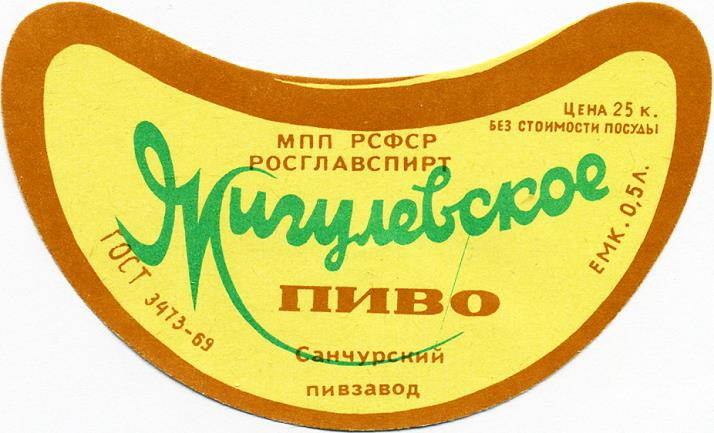 МПП РСФСР
РОСГЛАВСПИРТ
ЦЕНА 25 к.
БЕЗ СТОИМОСТИ ПОСУДЫ
Жигулевское
ПИВО
ГОСТ 3473-69
ЕМК. 0,5 Л.
Санчурский
пивзавод